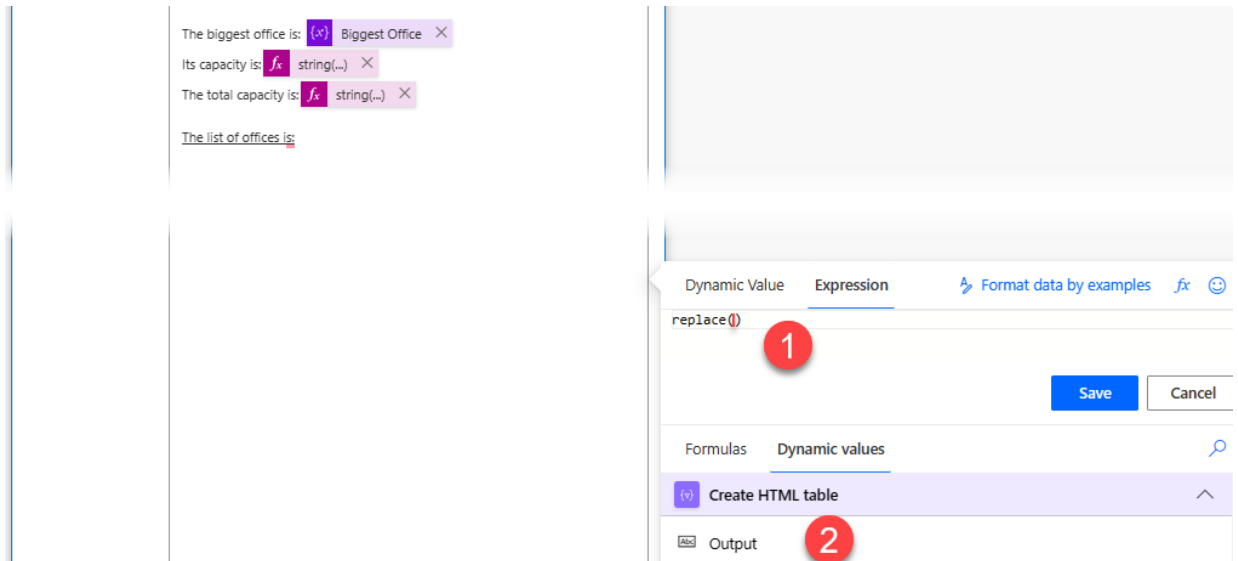 The biggest office is: {x} Biggest Office ×
Its capacity is: fx string(...) ×
The total capacity is: fx string(...) ×
The list of offices is:
Dynamic Value Expression Format data by examples fx
replace()
1
Save Cancel
Formulas Dynamic values
{v} Create HTML table
Abc Output
2